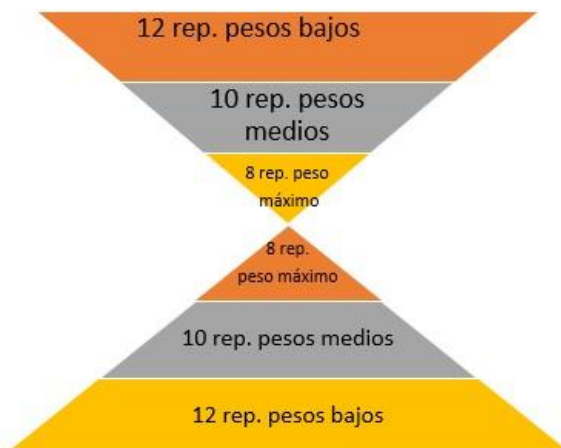 12 rep. pesos bajos
10 rep. pesos
medios
8 rep. peso
máximo
8 rep.
peso máximo
10 rep. pesos medios
12 rep. pesos bajos